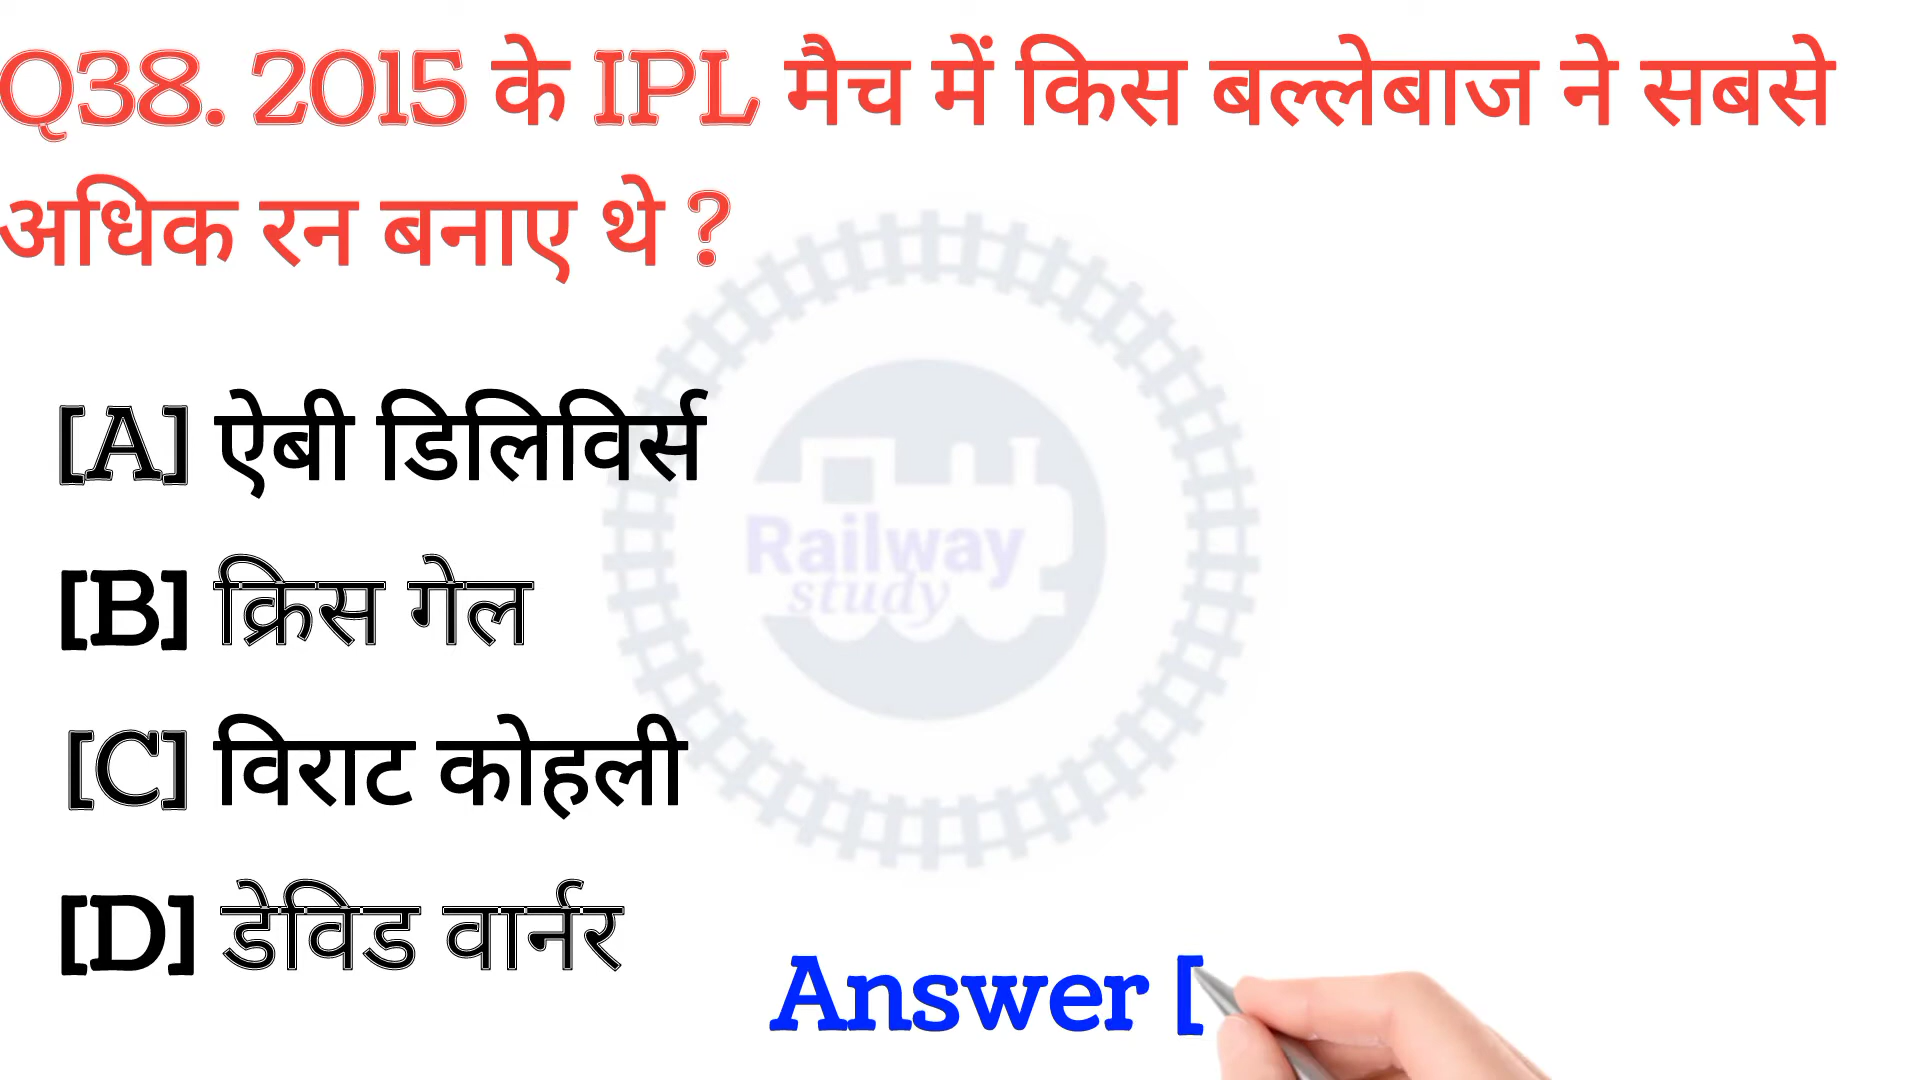 Q38. 2015 के IPL मैच में किस बल्लेबाज ने सबसे
अधिक रन बनाए थे ?
[A] ऐबी डिलिविर्स
[B] क्रिस गेल
Railway
study
[C] विराट कोहली
[D] डेविड वार्नर
Answer [